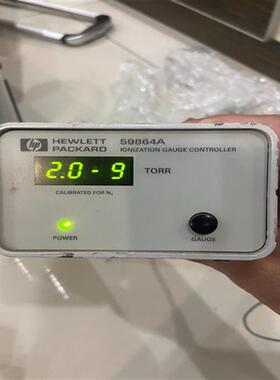 hp HEWLETT 59864A
PACKARD IONIZATION GAUGE CONTROLLER
2.0 - 9 TORR
CALIBRATED FOR N₂
POWER GAUGE